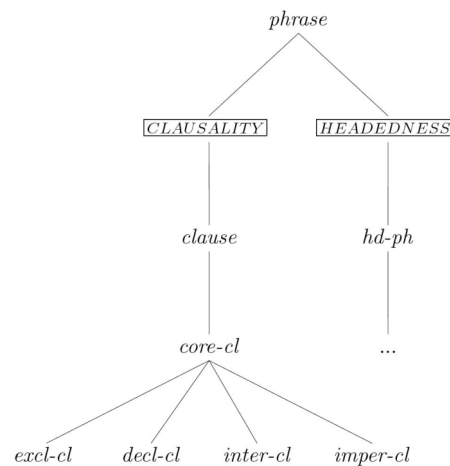 phrase
CLAUSALITY HEADEDNESS
clause hd-ph
core-cl ...
excl-cl decl-cl inter-cl imper-cl